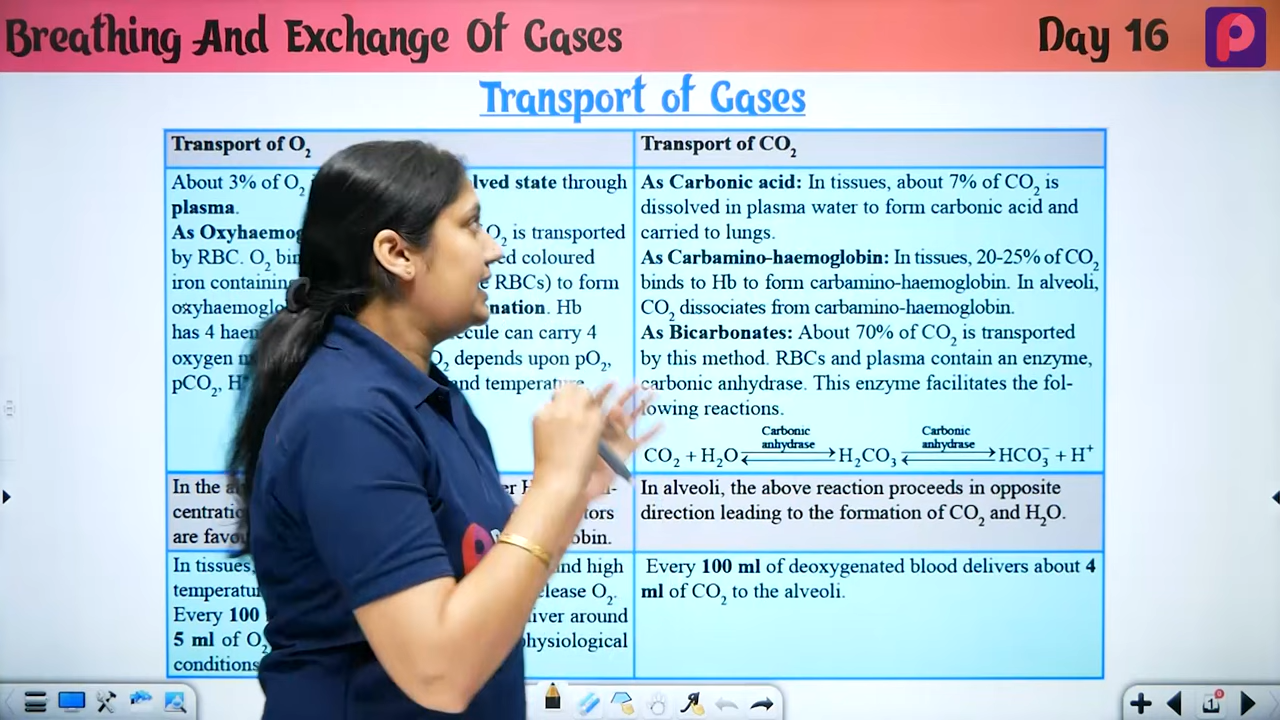 Breathing And Exchange Of Gases
Day 16
Transport of Gases
Transport of O₂
About 3% of O₂ lved state through
plasma.
As Oxyhaemog O₂ is transported
by RBC. O₂ bin ed coloured
iron containing RBCs) to form
oxyhaemoglo nation. Hb
has 4 haem cule can carry 4
oxygen m O₂ depends upon pO₂,
pCO₂, H⁺ and temperature
In the a er H
centratio tors
are favou obin.
In tissues, nd high
temperatu elease O₂.
Every 100 iver around
5 ml of O₂ physiological
conditions
Transport of CO₂
As Carbonic acid: In tissues, about 7% of CO₂ is
dissolved in plasma water to form carbonic acid and
carried to lungs.
As Carbamino-haemoglobin: In tissues, 20-25% of CO₂
binds to Hb to form carbamino-haemoglobin. In alveoli,
CO₂ dissociates from carbamino-haemoglobin.
As Bicarbonates: About 70% of CO₂ is transported
by this method. RBCs and plasma contain an enzyme,
carbonic anhydrase. This enzyme facilitates the fol-
lowing reactions.
Carbonic anhydrase Carbonic anhydrase
CO₂ + H₂O ⇌ H₂CO₃ ⇌ HCO₃⁻ + H⁺
In alveoli, the above reaction proceeds in opposite
direction leading to the formation of CO₂ and H₂O.
Every 100 ml of deoxygenated blood delivers about 4
ml of CO₂ to the alveoli.